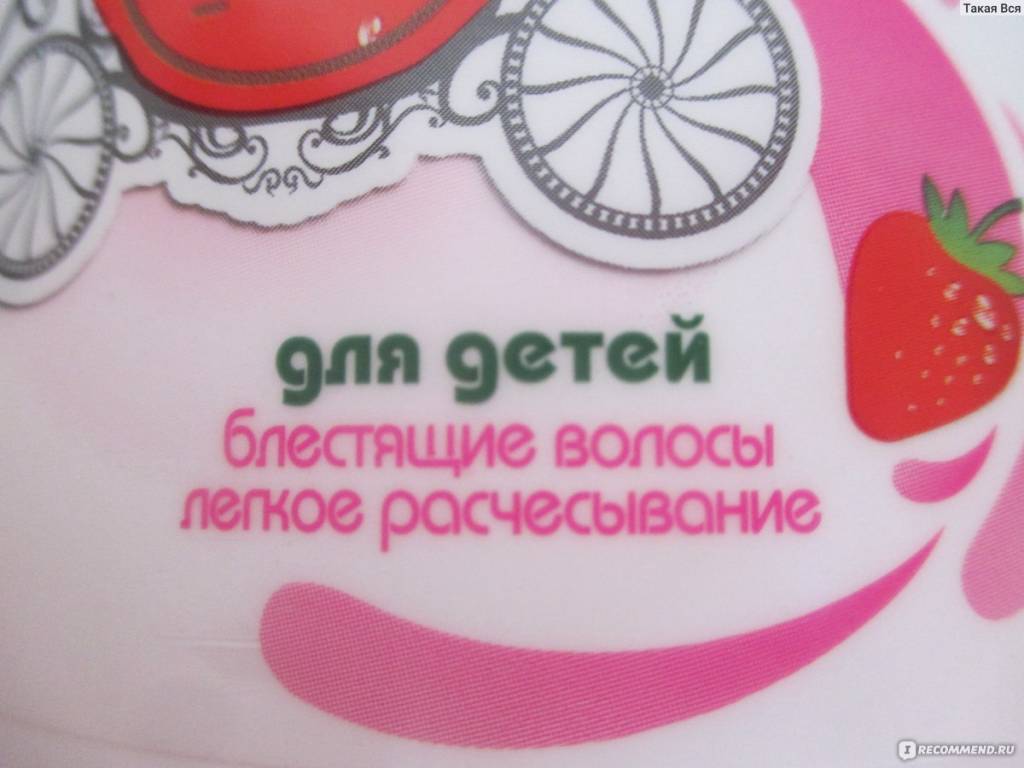 Такая Вся
для детей
блестящие волосы
легкое расчесывание
I RECOMMEND.RU